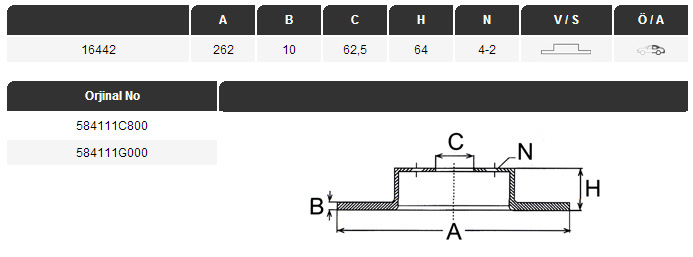 A B C H N V / S Ö / A
16442 262 10 62,5 64 4-2
Orjinal No
584111C800
584111G000
C
N
H
B
A